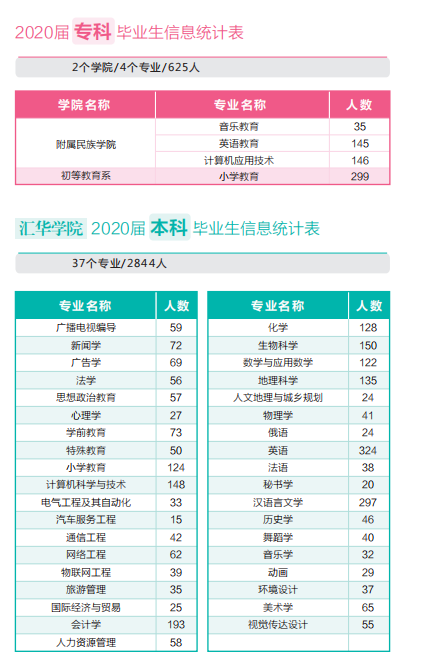 2020届 专科 毕业生信息统计表
2个学院/4个专业/625人
学院名称 专业名称 人数
附属民族学院 音乐教育 35
英语教育 145
计算机应用技术 146
初等教育系 小学教育 299
汇华学院 2020届 本科 毕业生信息统计表
37个专业/2844人
专业名称 人数
广播电视编导 59
新闻学 72
广告学 69
法学 56
思想政治教育 57
心理学 27
学前教育 73
特殊教育 50
小学教育 124
计算机科学与技术 148
电气工程及其自动化 33
汽车服务工程 15
通信工程 42
网络工程 62
物联网工程 39
旅游管理 35
国际经济与贸易 25
会计学 193
人力资源管理 58
专业名称 人数
化学 128
生物科学 150
数学与应用数学 122
地理科学 135
人文地理与城乡规划 24
物理学 41
俄语 24
英语 324
法语 38
秘书学 20
汉语言文学 297
历史学 46
舞蹈学 40
音乐学 32
动画 29
环境设计 37
美术学 65
视觉传达设计 55